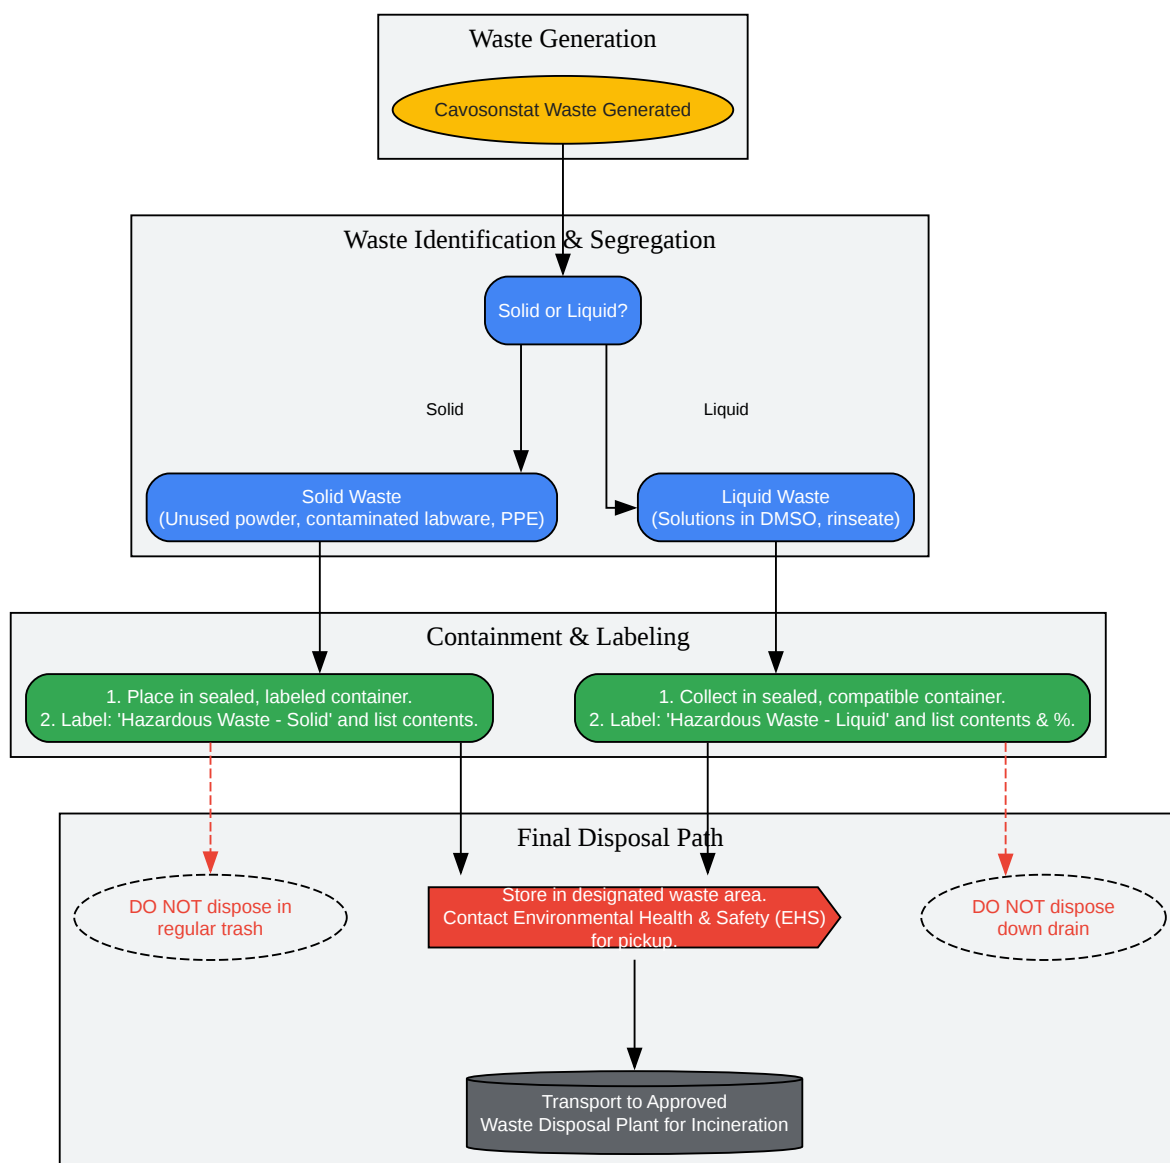 Waste Generation
Cavosonstat Waste Generated
Waste Identification & Segregation
Solid or Liquid?
Solid
Liquid
Solid Waste
(Unused powder, contaminated labware, PPE)
Liquid Waste
(Solutions in DMSO, rinseate)
Containment & Labeling
1. Place in sealed, labeled container.
2. Label: 'Hazardous Waste - Solid' and list contents.
1. Collect in sealed, compatible container.
2. Label: 'Hazardous Waste - Liquid' and list contents & %.
Final Disposal Path
DO NOT dispose in
regular trash
Store in designated waste area.
Contact Environmental Health & Safety (EHS)
for pickup.
DO NOT dispose
down drain
Transport to Approved
Waste Disposal Plant for Incineration